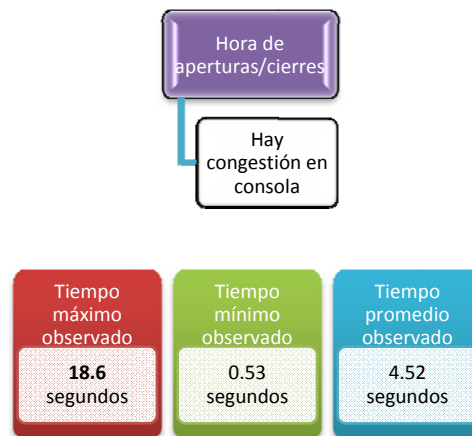 Hora de
aperturas/cierres
Hay
congestión en
consola
Tiempo
máximo
observado
18.6
segundos
Tiempo
mínimo
observado
0.53
segundos
Tiempo
promedio
observado
4.52
segundos